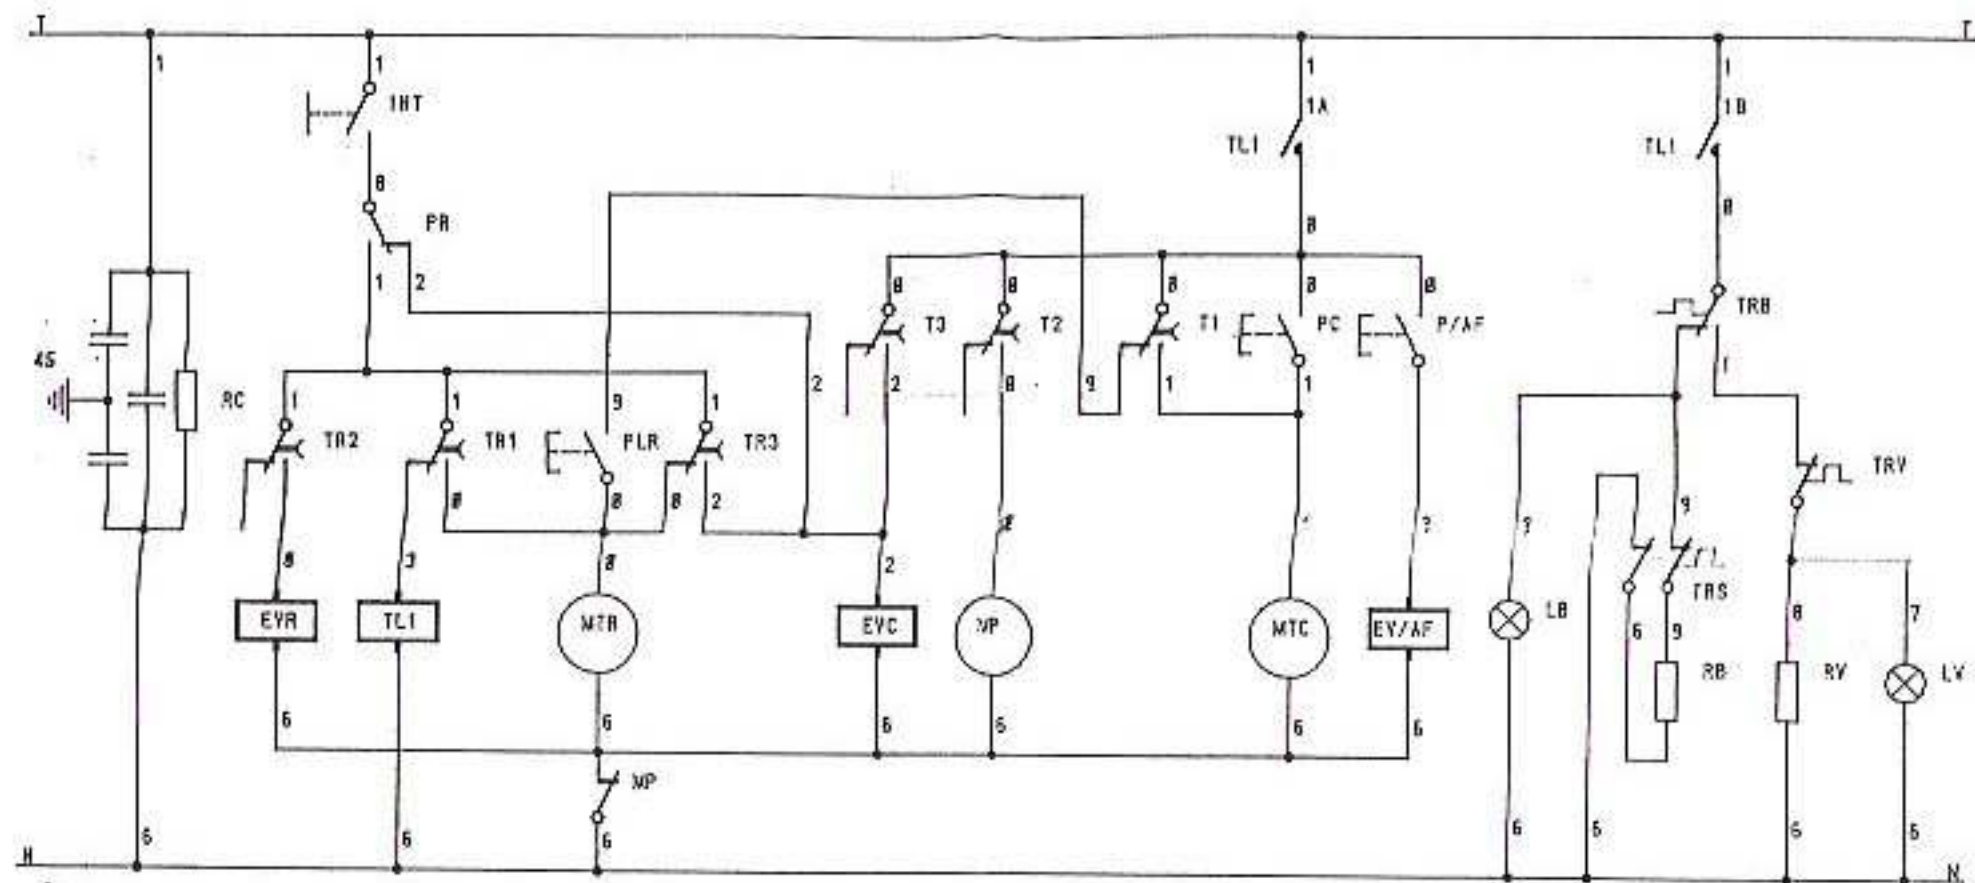 T T
1 1 1 1
1HT 1A 1B
TL1 TL1
8
PR 8 8
1 2 8 8 8 8 8
T3 T2 T1 PC P/AF TRB
4S RC 2 9 2 8 1 1 1
1 1 9 1
TR2 TR1 PLR TR3 TRV
8 8 8 2 9
8 3 8 2 TRS
EVR TL1 MTR EVC MP MTC EV/AF LB 6 9 8 7
RB RV LV
6 6 6 6 6 6
MP
6 6 6 6 6 6 6
N N